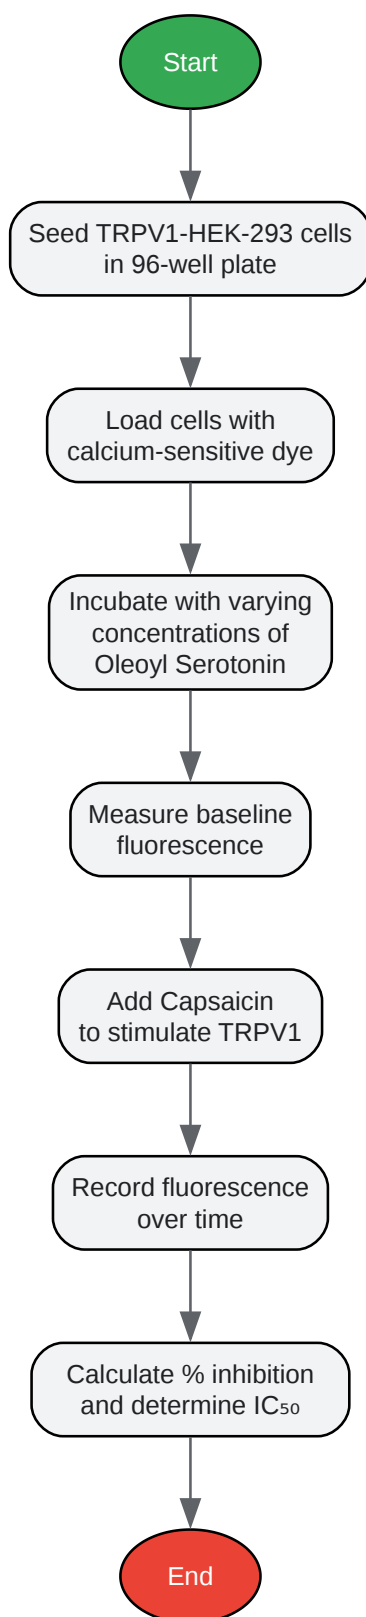 Start
Seed TRPV1-HEK-293 cells
in 96-well plate
Load cells with
calcium-sensitive dye
Incubate with varying
concentrations of
Oleoyl Serotonin
Measure baseline
fluorescence
Add Capsaicin
to stimulate TRPV1
Record fluorescence
over time
Calculate % inhibition
and determine IC₅₀
End